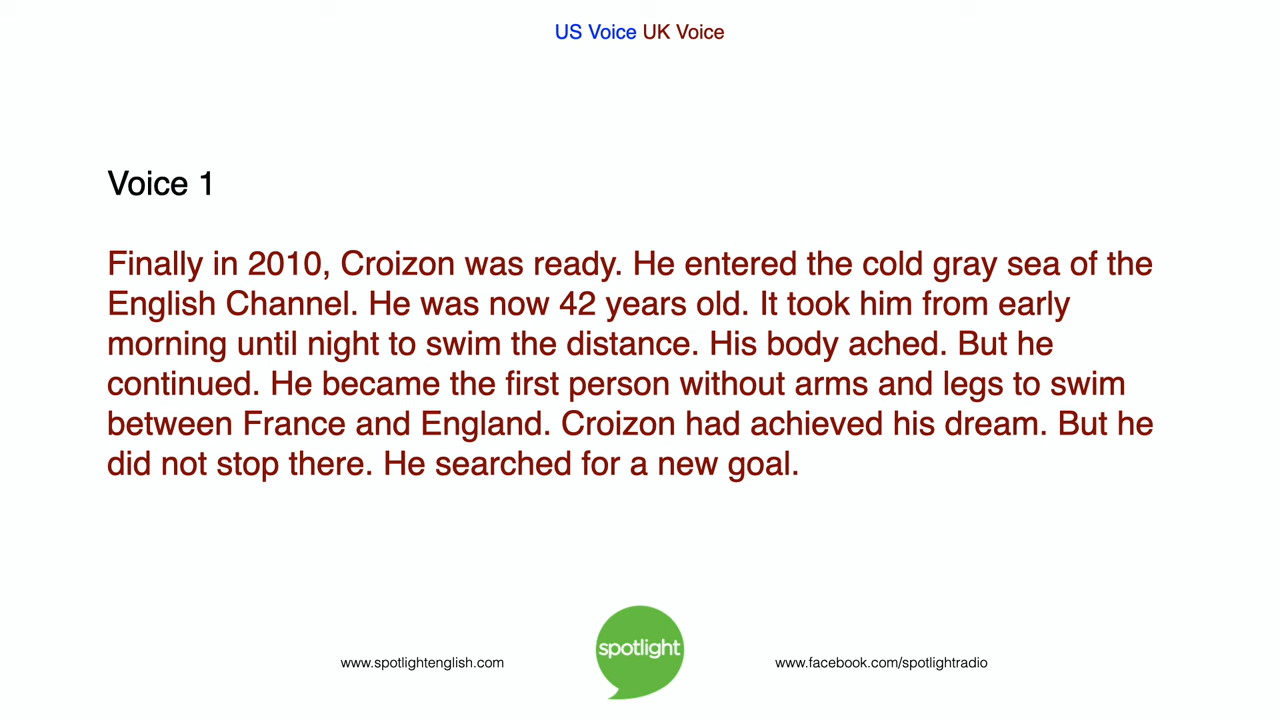 US Voice UK Voice
Voice 1
Finally in 2010, Croizon was ready. He entered the cold gray sea of the
English Channel. He was now 42 years old. It took him from early
morning until night to swim the distance. His body ached. But he
continued. He became the first person without arms and legs to swim
between France and England. Croizon had achieved his dream. But he
did not stop there. He searched for a new goal.
www.spotlightenglish.com
spotlight
www.facebook.com/spotlightradio